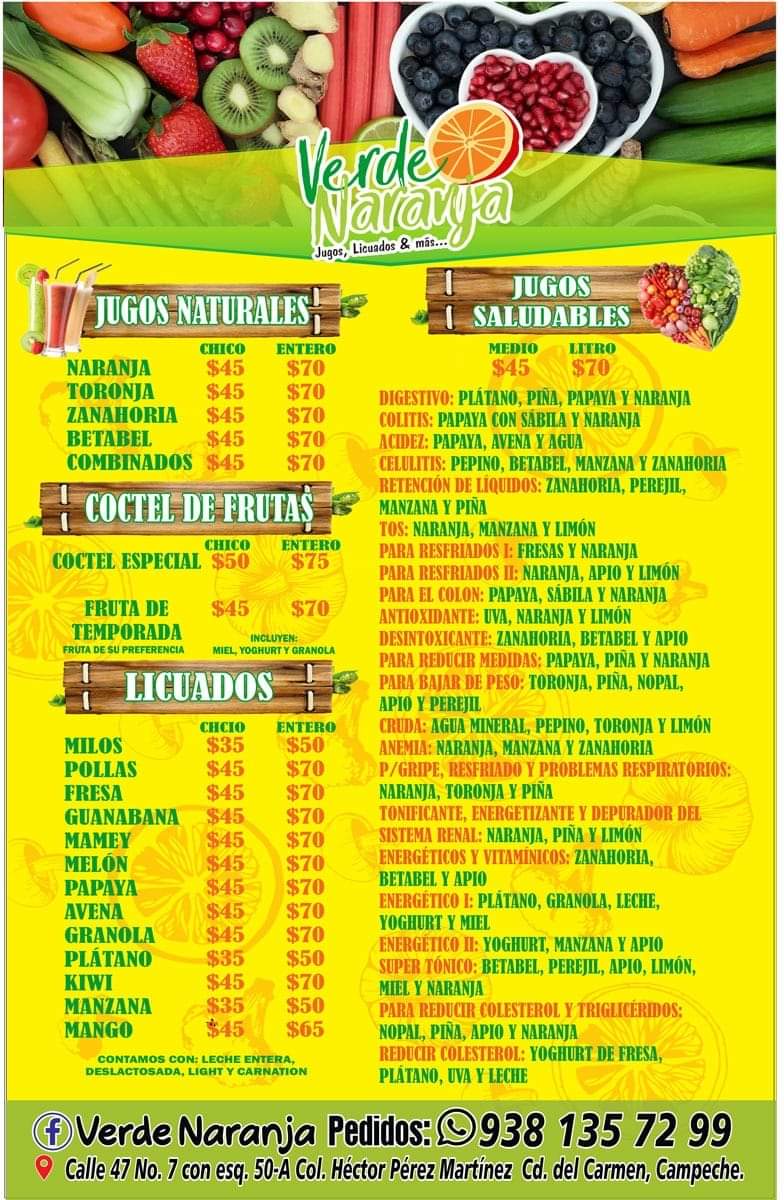 Verde
Naranja
Jugos, Licuados & más...
JUGOS NATURALES
CHICO ENTERO
NARANJA $45 $70
TORONJA $45 $70
ZANAHORIA $45 $70
BETABEL $45 $70
COMBINADOS $45 $70
COCTEL DE FRUTAS
CHICO ENTERO
COCTEL ESPECIAL $50 $75
FRUTA DE $45 $70
TEMPORADA
FRUTA DE SU PREFERENCIA
INCLUYEN:
MIEL, YOGHURT Y GRANOLA
LICUADOS
CHCIO ENTERO
MILOS $35 $50
POLLAS $45 $70
FRESA $45 $70
GUANABANA $45 $70
MAMEY $45 $70
MELÓN $45 $70
PAPAYA $45 $70
AVENA $45 $70
GRANOLA $45 $70
PLÁTANO $35 $50
KIWI $45 $70
MANZANA $35 $50
MANGO $45 $65
CONTAMOS CON: LECHE ENTERA,
DESLACTOSADA, LIGHT Y CARNATION
JUGOS
SALUDABLES
MEDIO LITRO
$45 $70
DIGESTIVO: PLÁTANO, PIÑA, PAPAYA Y NARANJA
COLITIS: PAPAYA CON SÁBILA Y NARANJA
ACIDEZ: PAPAYA, AVENA Y AGUA
CELULITIS: PEPINO, BETABEL, MANZANA Y ZANAHORIA
RETENCIÓN DE LÍQUIDOS: ZANAHORIA, PEREJIL,
MANZANA Y PIÑA
TOS: NARANJA, MANZANA Y LIMÓN
PARA RESFRIADOS I: FRESAS Y NARANJA
PARA RESFRIADOS II: NARANJA, APIO Y LIMÓN
PARA EL COLON: PAPAYA, SÁBILA Y NARANJA
ANTIOXIDANTE: UVA, NARANJA Y LIMÓN
DESINTOXICANTE: ZANAHORIA, BETABEL Y APIO
PARA REDUCIR MEDIDAS: PAPAYA, PIÑA Y NARANJA
PARA BAJAR DE PESO: TORONJA, PIÑA, NOPAL,
APIO Y PEREJIL
CRUDA: AGUA MINERAL, PEPINO, TORONJA Y LIMÓN
ANEMIA: NARANJA, MANZANA Y ZANAHORIA
P/GRIPE, RESFRIADO Y PROBLEMAS RESPIRATORIOS:
NARANJA, TORONJA Y PIÑA
TONIFICANTE, ENERGETIZANTE Y DEPURADOR DEL
SISTEMA RENAL: NARANJA, PIÑA Y LIMÓN
ENERGÉTICOS Y VITAMÍNICOS: ZANAHORIA,
BETABEL Y APIO
ENERGÉTICO I: PLÁTANO, GRANOLA, LECHE,
YOGHURT Y MIEL
ENERGÉTICO II: YOGHURT, MANZANA Y APIO
SUPER TÓNICO: BETABEL, PEREJIL, APIO, LIMÓN,
MIEL Y NARANJA
PARA REDUCIR COLESTEROL Y TRIGLICÉRIDOS:
NOPAL, PIÑA, APIO Y NARANJA
REDUCIR COLESTEROL: YOGHURT DE FRESA,
PLÁTANO, UVA Y LECHE
Verde Naranja Pedidos: 938 135 72 99
Calle 47 No. 7 con esq. 50-A Col. Héctor Pérez Martínez Cd. del Carmen, Campeche.